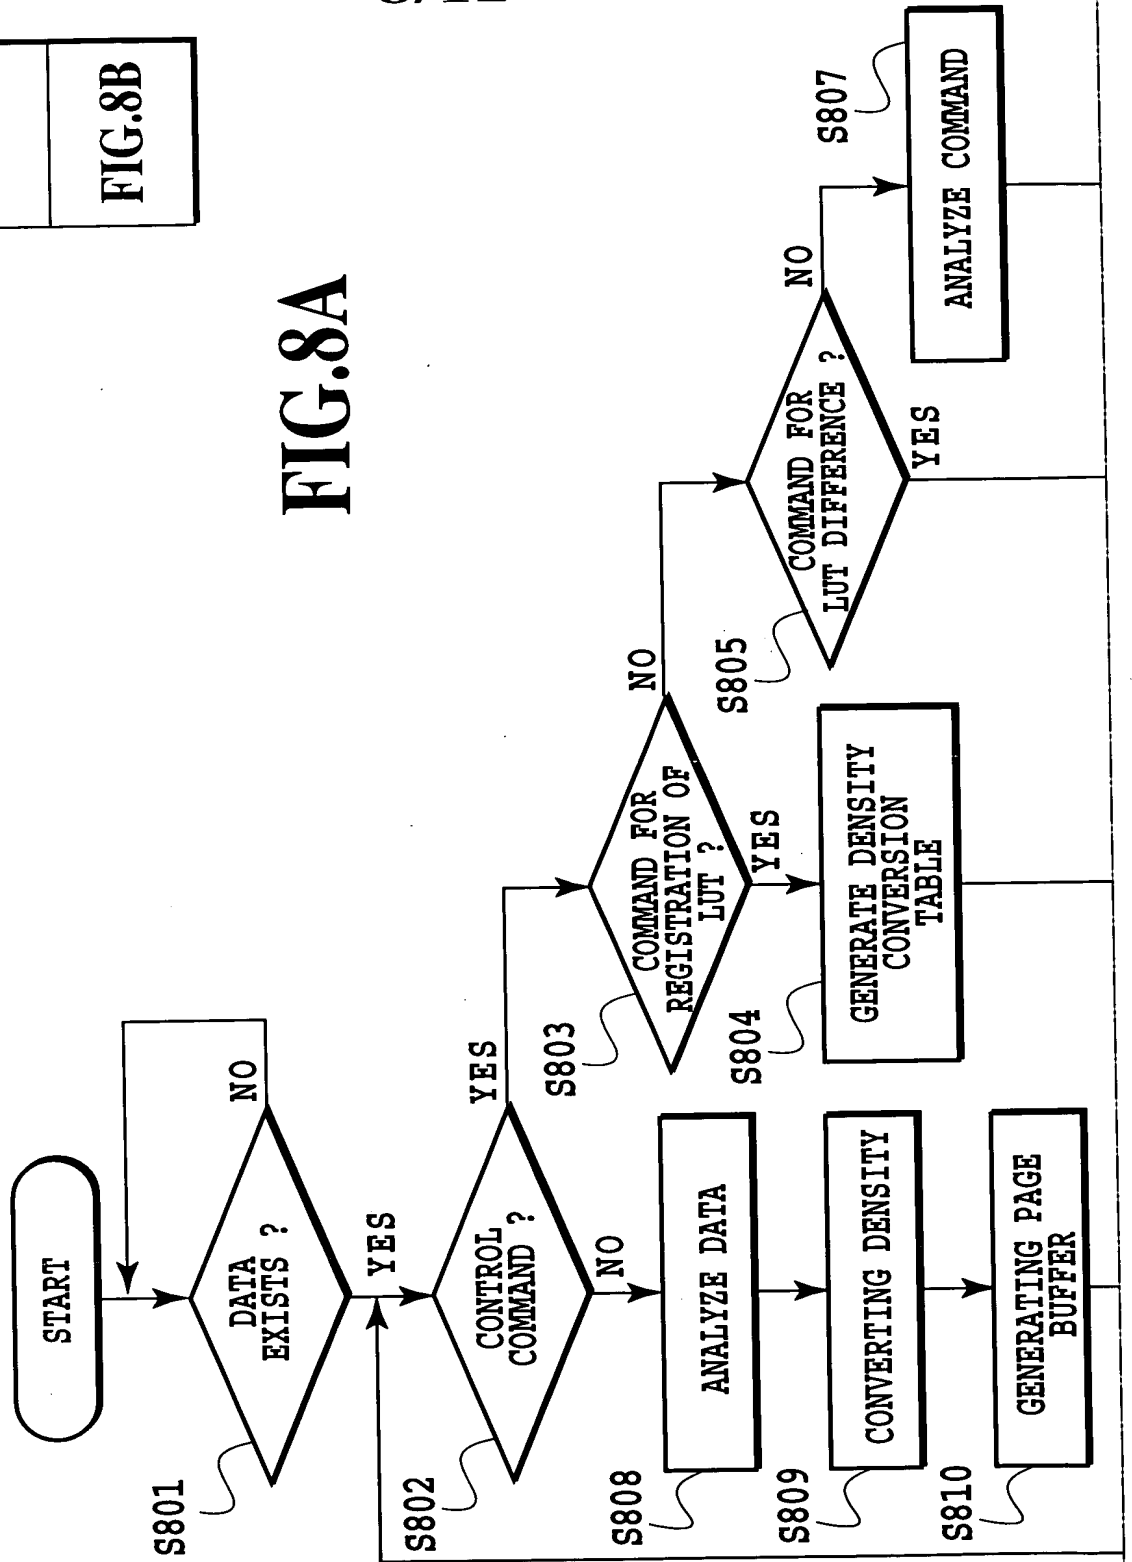 FIG.8B
FIG.8A
START
S801
DATA
EXISTS ?
NO
YES
S802
CONTROL
COMMAND ?
YES
NO
S803
COMMAND FOR
REGISTRATION OF
LUT ?
NO
YES
S804
GENERATE DENSITY
CONVERSION
TABLE
S805
COMMAND FOR
LUT DIFFERENCE ?
NO
YES
S807
ANALYZE COMMAND
S808
ANALYZE DATA
S809
CONVERTING DENSITY
S810
GENERATING PAGE
BUFFER